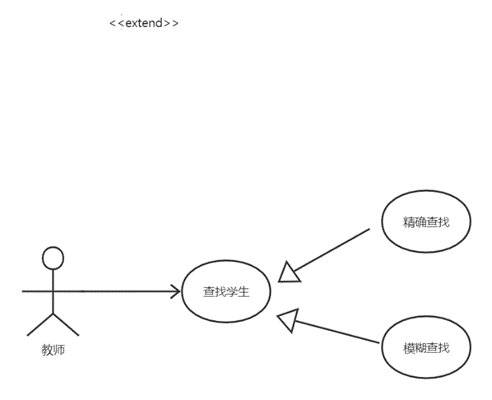 <<extend>>
精确查找
查找学生
教师
模糊查找